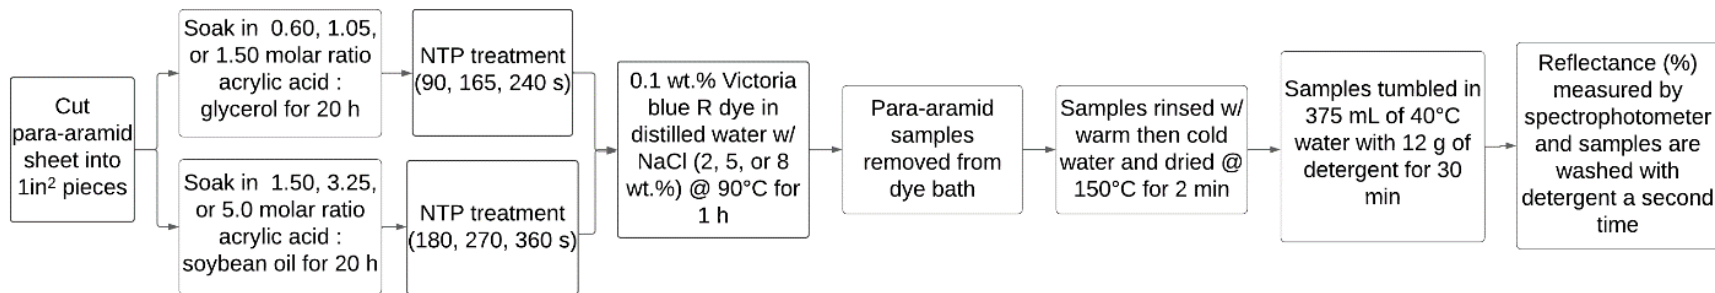 Cut
para-aramid
sheet into
1in² pieces
Soak in 0.60, 1.05,
or 1.50 molar ratio
acrylic acid :
glycerol for 20 h
NTP treatment
(90, 165, 240 s)
Soak in 1.50, 3.25,
or 5.0 molar ratio
acrylic acid :
soybean oil for 20 h
NTP treatment
(180, 270, 360 s)
0.1 wt.% Victoria
blue R dye in
distilled water w/
NaCl (2, 5, or 8
wt.%) @ 90°C for
1 h
Para-aramid
samples
removed from
dye bath
Samples rinsed w/
warm then cold
water and dried @
150°C for 2 min
Samples tumbled in
375 mL of 40°C
water with 12 g of
detergent for 30
min
Reflectance (%)
measured by
spectrophotometer
and samples are
washed with
detergent a second
time